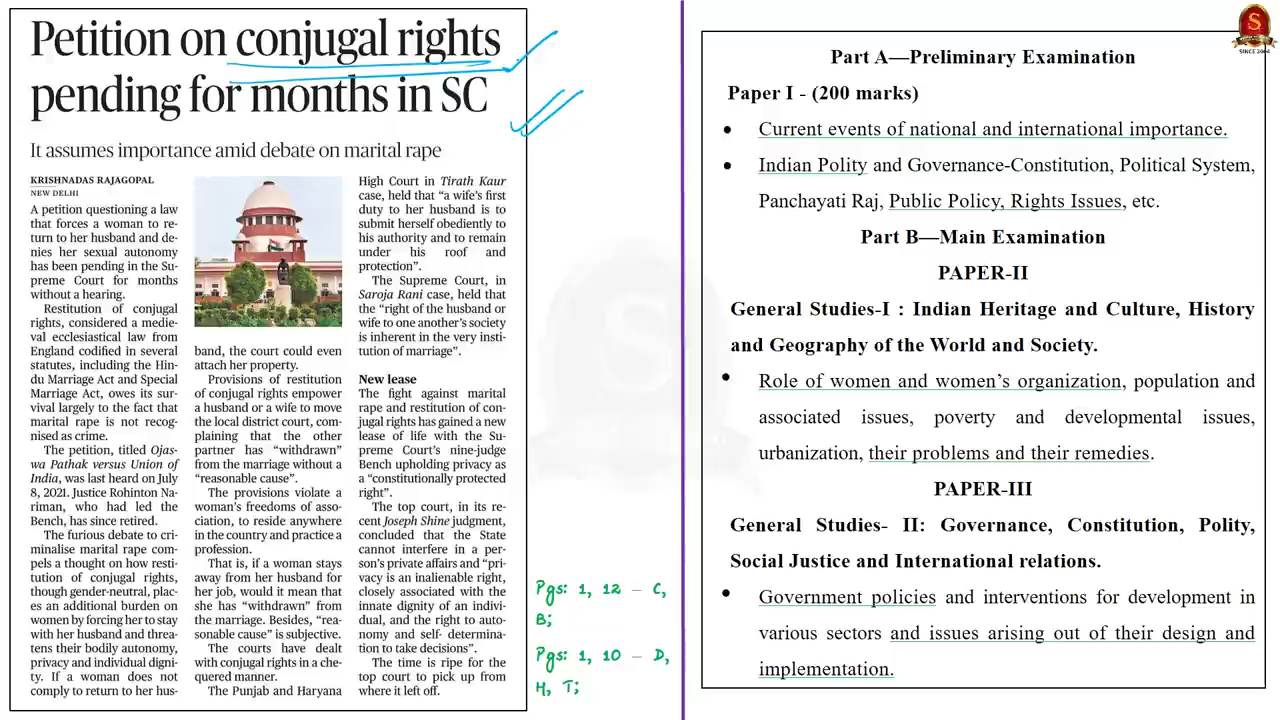 Petition on conjugal rights
pending for months in SC
It assumes importance amid debate on marital rape
KRISHNADAS RAJAGOPAL
NEW DELHI
A petition questioning a law
that forces a woman to re-
turn to her husband and de-
nies her sexual autonomy
has been pending in the Su-
preme Court for months
without a hearing.
Restitution of conjugal
rights, considered a medie-
val ecclesiastical law from
England codified in several
statutes, including the Hin-
du Marriage Act and Special
Marriage Act, owes its sur-
vival largely to the fact that
marital rape is not recog-
nised as crime.
The petition, titled Ojas-
wa Pathak versus Union of
India, was last heard on July
8, 2021. Justice Rohinton Na-
riman, who had led the
Bench, has since retired.
The furious debate to cri-
minalise marital rape com-
pels a thought on how resti-
tution of conjugal rights,
though gender-neutral, plac-
es an additional burden on
women by forcing her to stay
with her husband and threa-
tens their bodily autonomy,
privacy and individual digni-
ty. If a woman does not
comply to return to her hus-
band, the court could even
attach her property.
Provisions of restitution
of conjugal rights empower
a husband or a wife to move
the local district court, com-
plaining that the other
partner has “withdrawn”
from the marriage without a
“reasonable cause”.
The provisions violate a
woman’s freedoms of asso-
ciation, to reside anywhere
in the country and practice a
profession.
That is, if a woman stays
away from her husband for
her job, would it mean that
she has “withdrawn” from
the marriage. Besides, “rea-
sonable cause” is subjective.
The courts have dealt
with conjugal rights in a che-
quered manner.
The Punjab and Haryana
High Court in Tirath Kaur
case, held that “a wife’s first
duty to her husband is to
submit herself obediently to
his authority and to remain
under his roof and
protection”.
The Supreme Court, in
Saroja Rani case, held that
the “right of the husband or
wife to one another’s society
is inherent in the very insti-
tution of marriage”.
New lease
The fight against marital
rape and restitution of con-
jugal rights has gained a new
lease of life with the Su-
preme Court’s nine-judge
Bench upholding privacy as
a “constitutionally protected
right”.
The top court, in its re-
cent Joseph Shine judgment,
concluded that the State
cannot interfere in a per-
son’s private affairs and “pri-
vacy is an inalienable right,
closely associated with the
innate dignity of an indivi-
dual, and the right to auto-
nomy and self- determina-
tion to take decisions”.
The time is ripe for the
top court to pick up from
where it left off.
Pgs: 1, 12 – C,
B;
Pgs: 1, 10 – D,
H, T;
S
SINCE 2004
Part A—Preliminary Examination
Paper I - (200 marks)
• Current events of national and international importance.
• Indian Polity and Governance-Constitution, Political System,
Panchayati Raj, Public Policy, Rights Issues, etc.
Part B—Main Examination
PAPER-II
General Studies-I : Indian Heritage and Culture, History
and Geography of the World and Society.
• Role of women and women’s organization, population and
associated issues, poverty and developmental issues,
urbanization, their problems and their remedies.
PAPER-III
General Studies- II: Governance, Constitution, Polity,
Social Justice and International relations.
• Government policies and interventions for development in
various sectors and issues arising out of their design and
implementation.